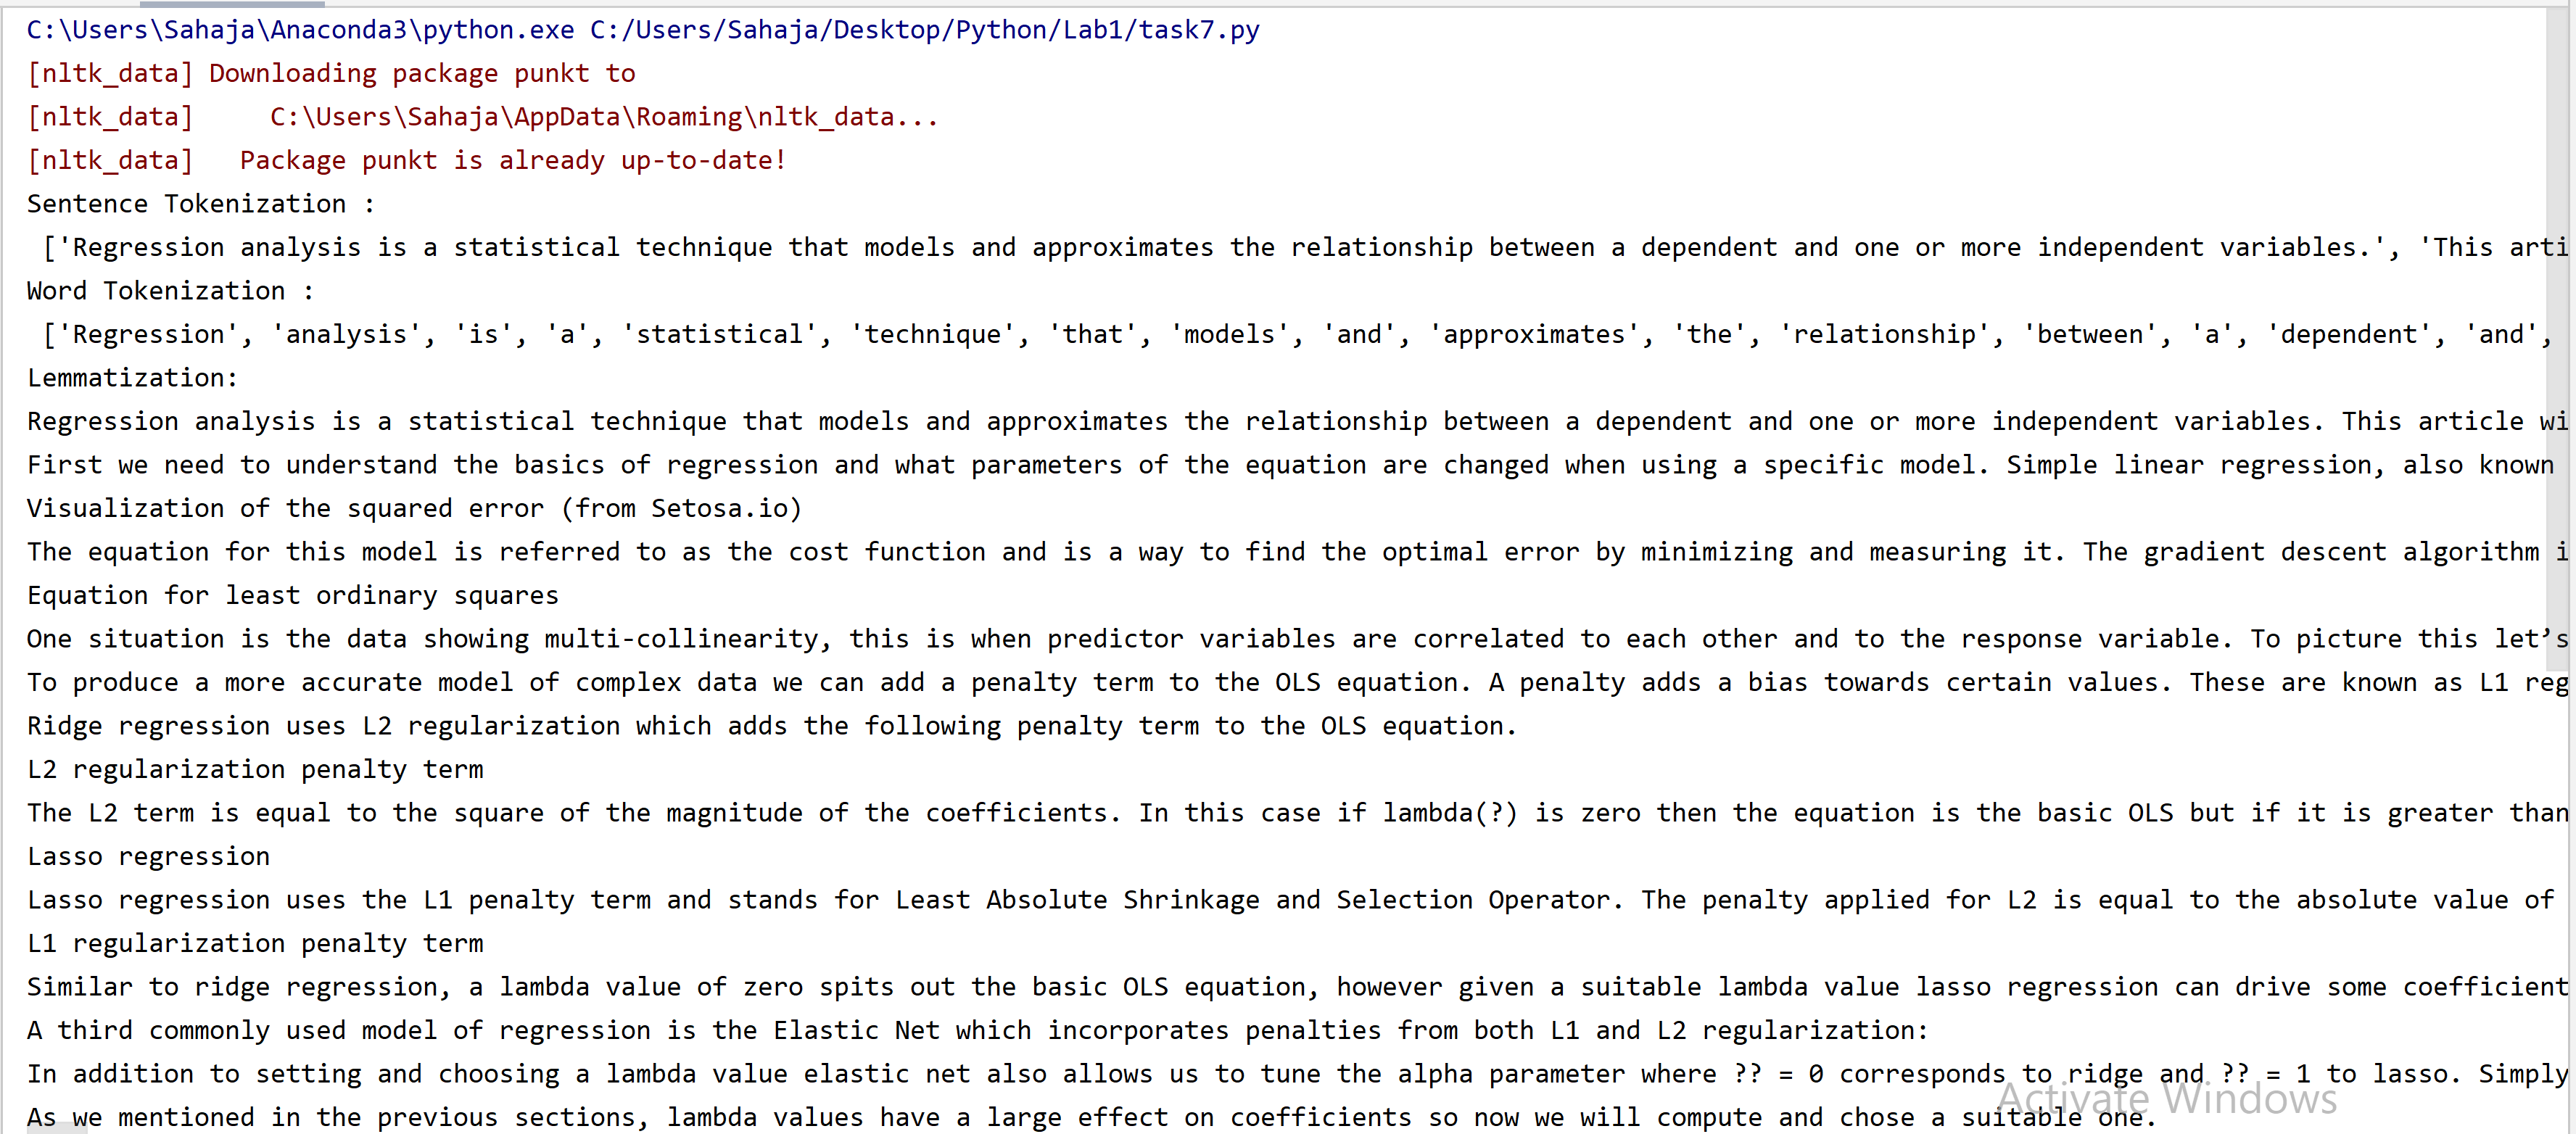 C:\Users\Sahaja\Anaconda3\python.exe C:/Users/Sahaja/Desktop/Python/Lab1/task7.py
[nltk_data] Downloading package punkt to
[nltk_data]     C:\Users\Sahaja\AppData\Roaming\nltk_data...
[nltk_data]   Package punkt is already up-to-date!
Sentence Tokenization :
 ['Regression analysis is a statistical technique that models and approximates the relationship between a dependent and one or more independent variables.', 'This arti
Word Tokenization :
 ['Regression', 'analysis', 'is', 'a', 'statistical', 'technique', 'that', 'models', 'and', 'approximates', 'the', 'relationship', 'between', 'a', 'dependent', 'and',
Lemmatization:
Regression analysis is a statistical technique that models and approximates the relationship between a dependent and one or more independent variables. This article wi
First we need to understand the basics of regression and what parameters of the equation are changed when using a specific model. Simple linear regression, also known
Visualization of the squared error (from Setosa.io)
The equation for this model is referred to as the cost function and is a way to find the optimal error by minimizing and measuring it. The gradient descent algorithm i
Equation for least ordinary squares
One situation is the data showing multi-collinearity, this is when predictor variables are correlated to each other and to the response variable. To picture this let’s
To produce a more accurate model of complex data we can add a penalty term to the OLS equation. A penalty adds a bias towards certain values. These are known as L1 reg
Ridge regression uses L2 regularization which adds the following penalty term to the OLS equation.
L2 regularization penalty term
The L2 term is equal to the square of the magnitude of the coefficients. In this case if lambda(?) is zero then the equation is the basic OLS but if it is greater than
Lasso regression
Lasso regression uses the L1 penalty term and stands for Least Absolute Shrinkage and Selection Operator. The penalty applied for L2 is equal to the absolute value of
L1 regularization penalty term
Similar to ridge regression, a lambda value of zero spits out the basic OLS equation, however given a suitable lambda value lasso regression can drive some coefficient
A third commonly used model of regression is the Elastic Net which incorporates penalties from both L1 and L2 regularization:
In addition to setting and choosing a lambda value elastic net also allows us to tune the alpha parameter where ?? = 0 corresponds to ridge and ?? = 1 to lasso. Simply
As we mentioned in the previous sections, lambda values have a large effect on coefficients so now we will compute and chose a suitable one.
Activate Windows